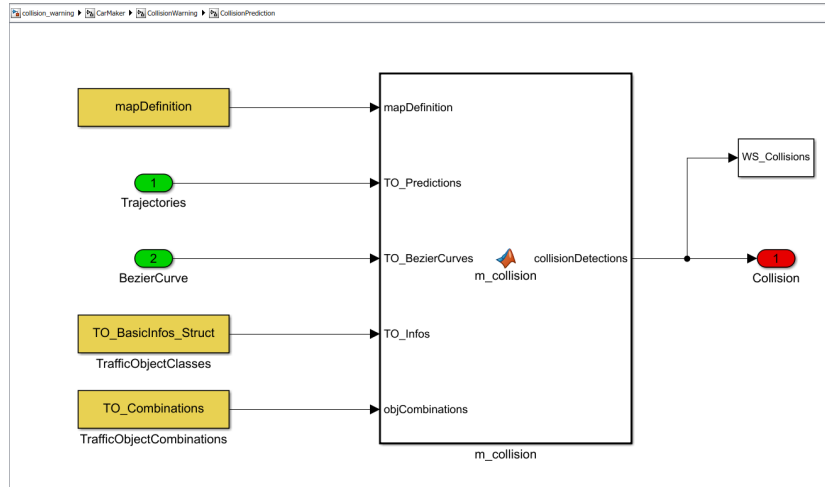 collision_warning CarMaker CollisionWarning CollisionPrediction
mapDefinition
mapDefinition
1
Trajectories
TO_Predictions
2
BezierCurve
TO_BezierCurves
m_collision
collisionDetections
WS_Collisions
1
Collision
TO_BasicInfos_Struct
TrafficObjectClasses
TO_Infos
TO_Combinations
TrafficObjectCombinations
objCombinations
m_collision